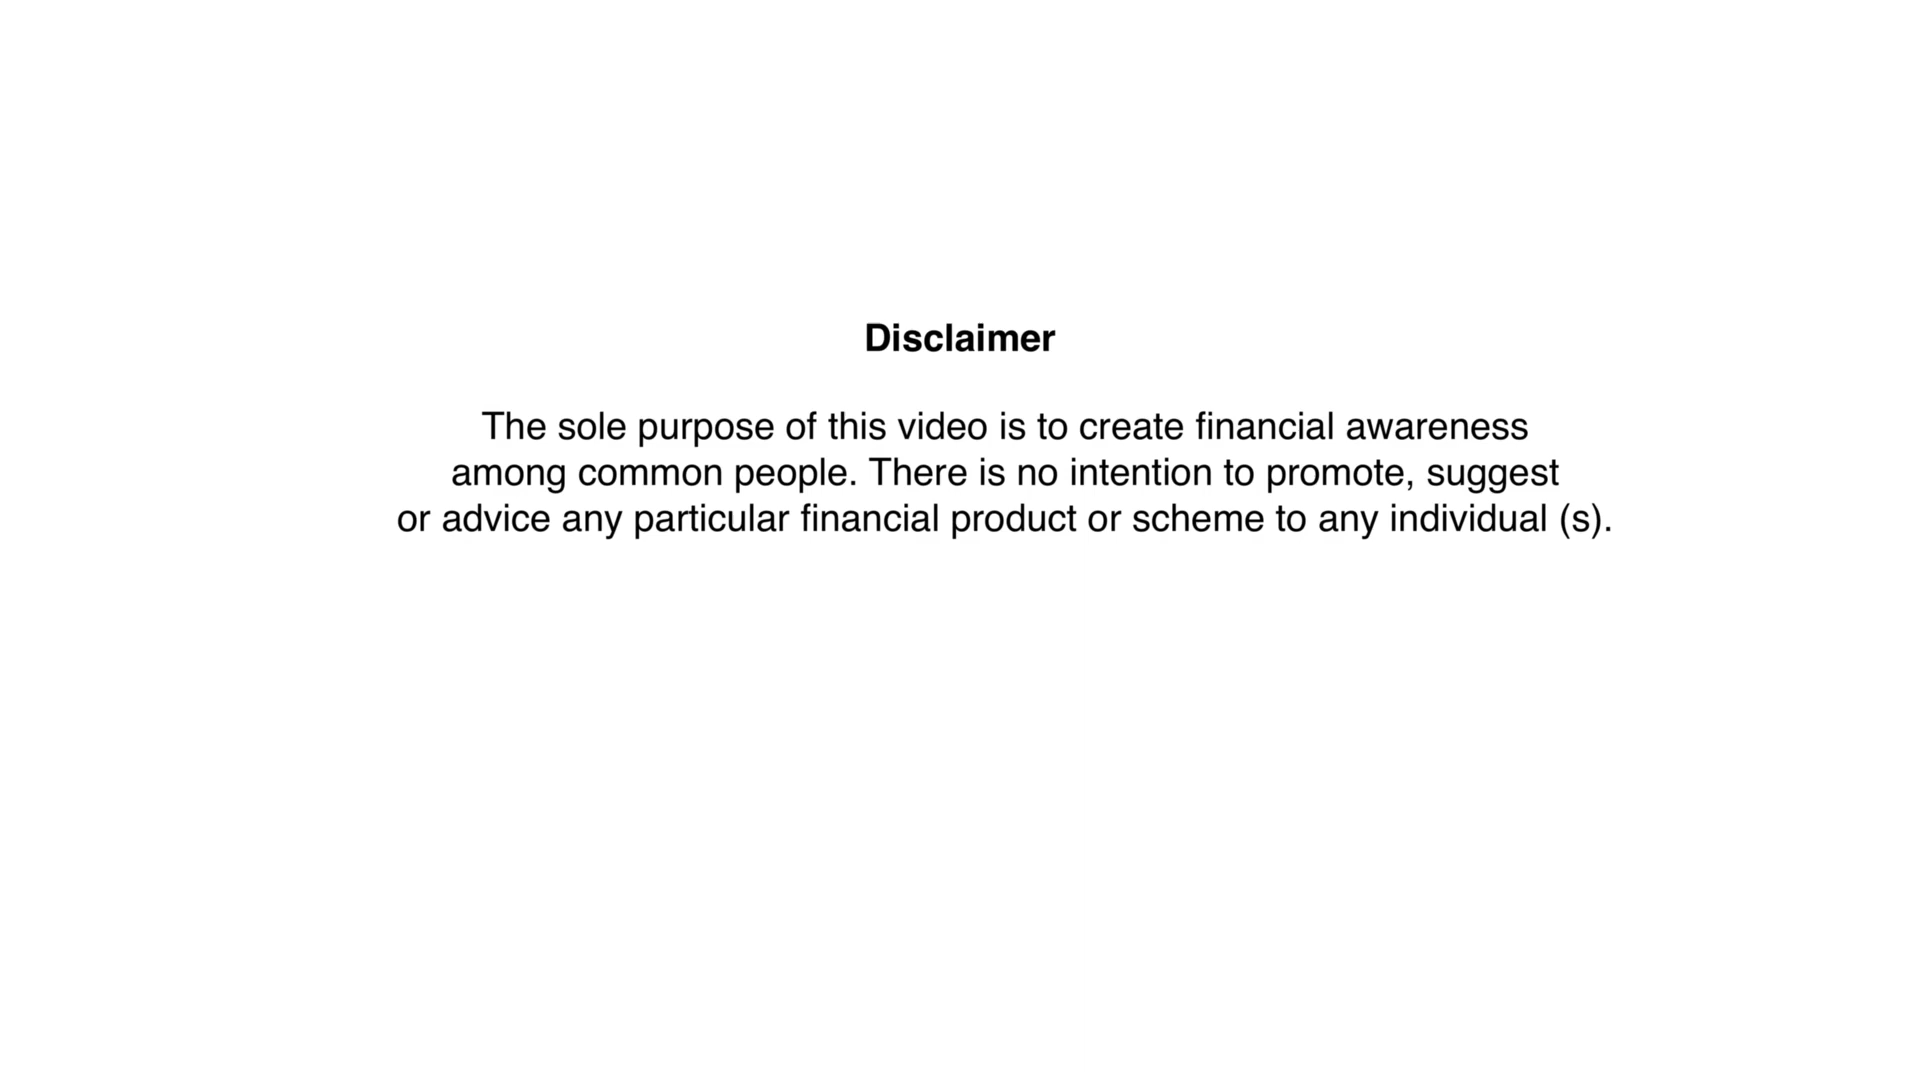 Disclaimer
The sole purpose of this video is to create financial awareness
among common people. There is no intention to promote, suggest
or advice any particular financial product or scheme to any individual (s).